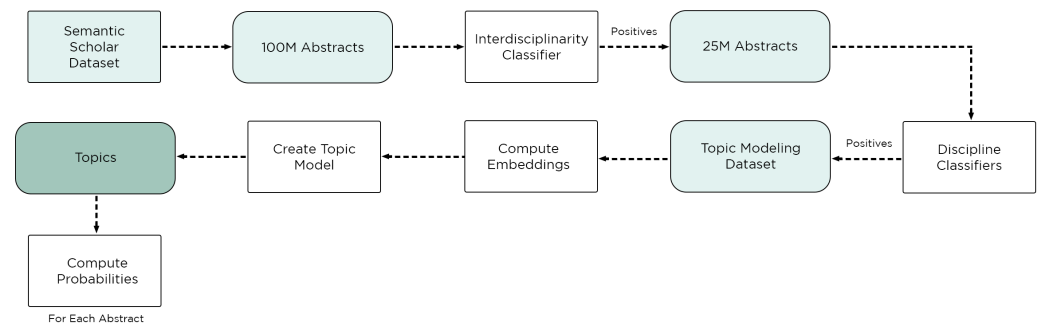 Semantic
Scholar
Dataset
100M Abstracts
Interdisciplinarity
Classifier
Positives
25M Abstracts
Topics
Create Topic
Model
Compute
Embeddings
Topic Modeling
Dataset
Positives
Discipline
Classifiers
Compute
Probabilities
For Each Abstract